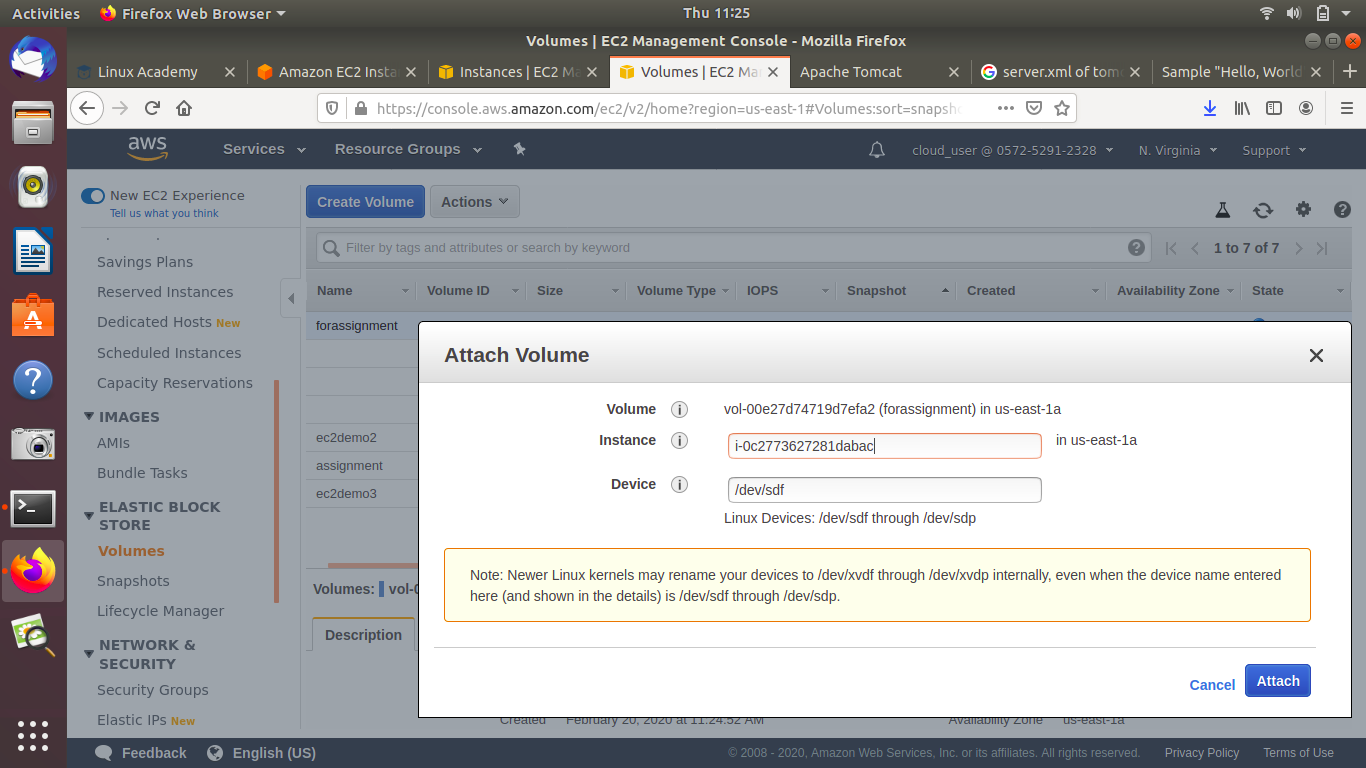 Activities Firefox Web Browser Thu 11:25
Volumes | EC2 Management Console - Mozilla Firefox
Linux Academy Amazon EC2 Insta Instances | EC2 M Volumes | EC2 Ma Apache Tomcat server.xml of tom Sample "Hello, World
https://console.aws.amazon.com/ec2/v2/home?region=us-east-1#Volumes:sort=snapsh
aws Services Resource Groups cloud_user @ 0572-5291-2328 N. Virginia Support
New EC2 Experience
Tell us what you think
Create Volume Actions
Filter by tags and attributes or search by keyword 1 to 7 of 7
Savings Plans
Reserved Instances
Dedicated Hosts New
Scheduled Instances
Capacity Reservations
IMAGES
AMIs
Bundle Tasks
ELASTIC BLOCK
STORE
Volumes
Snapshots
Lifecycle Manager
NETWORK &
SECURITY
Security Groups
Elastic IPs New
Name Volume ID Size Volume Type IOPS Snapshot Created Availability Zone State
forassignment
ec2demo2
assignment
ec2demo3
Volumes: vol-0
Description
Attach Volume
Volume i vol-00e27d74719d7efa2 (forassignment) in us-east-1a
Instance i i-0c2773627281dabac in us-east-1a
Device i /dev/sdf
Linux Devices: /dev/sdf through /dev/sdp
Note: Newer Linux kernels may rename your devices to /dev/xvdf through /dev/xvdp internally, even when the device name entered
here (and shown in the details) is /dev/sdf through /dev/sdp.
Cancel Attach
Created February 20, 2020 at 11:24:52 AM Availability Zone us-east-1a
Feedback English (US) © 2008 - 2020, Amazon Web Services, Inc. or its affiliates. All rights reserved. Privacy Policy Terms of Use